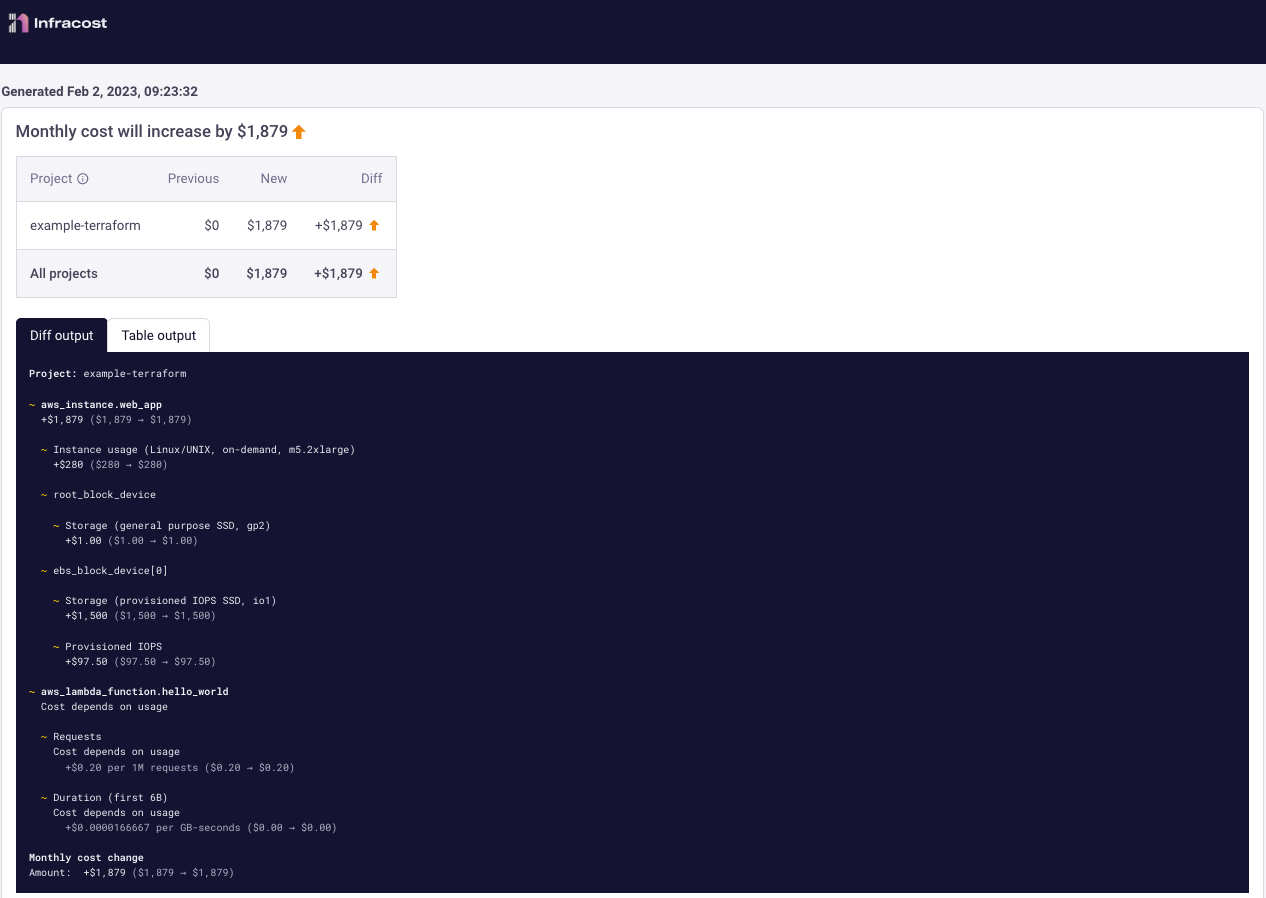 Infracost
Generated Feb 2, 2023, 09:23:32
Monthly cost will increase by $1,879
Project Previous New Diff
example-terraform $0 $1,879 +$1,879
All projects $0 $1,879 +$1,879
Diff output Table output
Project: example-terraform
~ aws_instance.web_app
+$1,879 ($1,879 → $1,879)
~ Instance usage (Linux/UNIX, on-demand, m5.2xlarge)
+$280 ($280 → $280)
~ root_block_device
~ Storage (general purpose SSD, gp2)
+$1.00 ($1.00 → $1.00)
~ ebs_block_device[0]
~ Storage (provisioned IOPS SSD, io1)
+$1,500 ($1,500 → $1,500)
~ Provisioned IOPS
+$97.50 ($97.50 → $97.50)
~ aws_lambda_function.hello_world
Cost depends on usage
~ Requests
Cost depends on usage
+$0.20 per 1M requests ($0.20 → $0.20)
~ Duration (first 6B)
Cost depends on usage
+$0.0000166667 per GB-seconds ($0.00 → $0.00)
Monthly cost change
Amount: +$1,879 ($1,879 → $1,879)